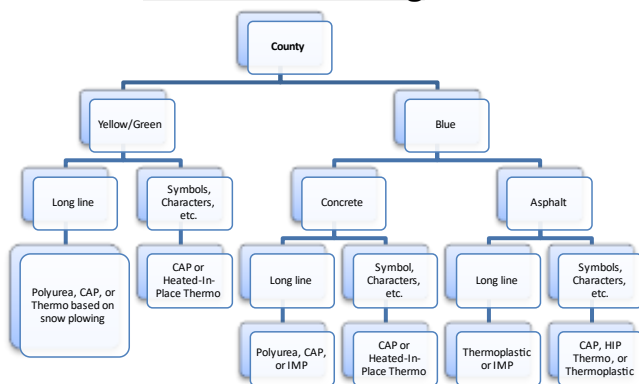 County
Yellow/Green
Blue
Long line
Symbols,
Characters,
etc.
Concrete
Asphalt
Polyurea, CAP, or
Thermo based on
snow plowing
CAP or
Heated-In-
Place Thermo
Long line
Symbol,
Characters,
etc.
Long line
Symbols,
Characters,
etc.
Polyurea, CAP,
or IMP
CAP or
Heated-In-
Place Thermo
Thermoplastic
or IMP
CAP, HIP
Thermo, or
Thermoplastic